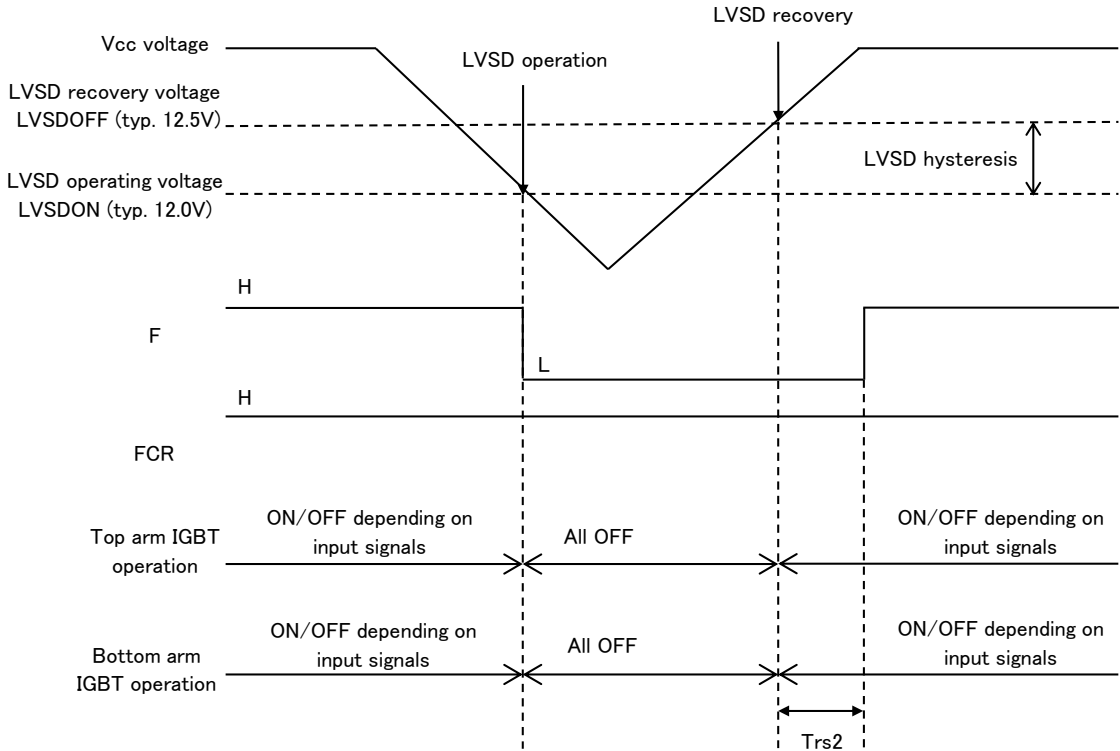 LVSD recovery
Vcc voltage
LVSD operation
LVSD recovery voltage
LVSDOFF (typ. 12.5V)
LVSD hysteresis
LVSD operating voltage
LVSDON (typ. 12.0V)
H
F
L
H
FCR
Top arm IGBT
operation
ON/OFF depending on
input signals
All OFF
ON/OFF depending on
input signals
Bottom arm
IGBT operation
ON/OFF depending on
input signals
All OFF
ON/OFF depending on
input signals
Trs2